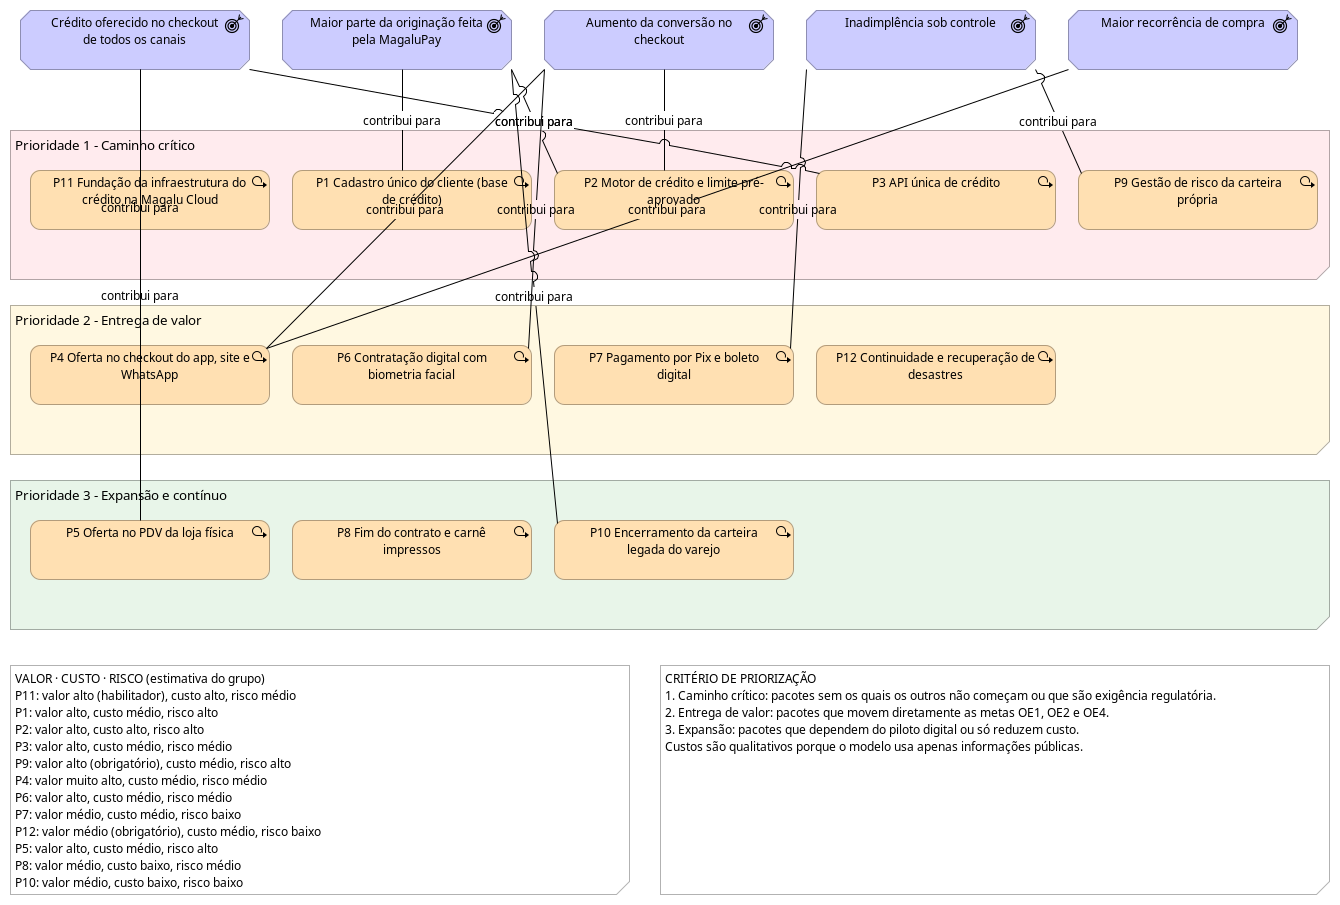 Crédito oferecido no checkout
de todos os canais
Maior parte da originação feita
pela MagaluPay
Aumento da conversão no
checkout
Inadimplência sob controle
Maior recorrência de compra
contribui para
contribui para
contribui para
contribui para
Prioridade 1 - Caminho crítico
P11 Fundação da infraestrutura do
crédito na Magalu Cloud
P1 Cadastro único do cliente (base
de crédito)
P2 Motor de crédito e limite pré-
aprovado
P3 API única de crédito
P9 Gestão de risco da carteira
própria
contribui para
contribui para
contribui para
contribui para
contribui para
contribui para
contribui para
Prioridade 2 - Entrega de valor
P4 Oferta no checkout do app, site e
WhatsApp
P6 Contratação digital com
biometria facial
P7 Pagamento por Pix e boleto
digital
P12 Continuidade e recuperação de
desastres
Prioridade 3 - Expansão e contínuo
P5 Oferta no PDV da loja física
P8 Fim do contrato e carnê
impressos
P10 Encerramento da carteira
legada do varejo
VALOR · CUSTO · RISCO (estimativa do grupo)
P11: valor alto (habilitador), custo alto, risco médio
P1: valor alto, custo médio, risco alto
P2: valor alto, custo alto, risco alto
P3: valor alto, custo médio, risco médio
P9: valor alto (obrigatório), custo médio, risco alto
P4: valor muito alto, custo médio, risco médio
P6: valor alto, custo médio, risco médio
P7: valor médio, custo médio, risco baixo
P12: valor médio (obrigatório), custo médio, risco baixo
P5: valor alto, custo médio, risco alto
P8: valor médio, custo baixo, risco médio
P10: valor médio, custo baixo, risco baixo
CRITÉRIO DE PRIORIZAÇÃO
1. Caminho crítico: pacotes sem os quais os outros não começam ou que são exigência regulatória.
2. Entrega de valor: pacotes que movem diretamente as metas OE1, OE2 e OE4.
3. Expansão: pacotes que dependem do piloto digital ou só reduzem custo.
Custos são qualitativos porque o modelo usa apenas informações públicas.